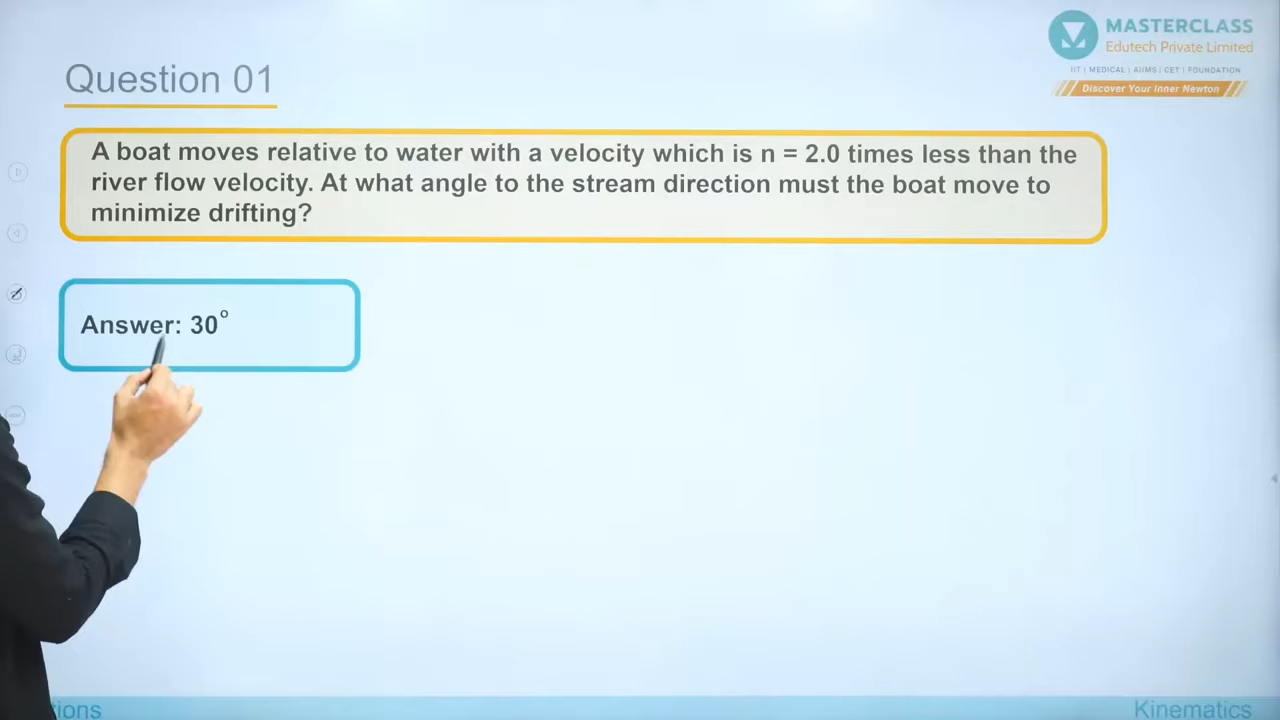 MASTERCLASS
Edutech Private Limited
IIT | MEDICAL | AIIMS | CET | FOUNDATION
Discover Your Inner Newton
Question 01
A boat moves relative to water with a velocity which is n = 2.0 times less than the
river flow velocity. At what angle to the stream direction must the boat move to
minimize drifting?
Answer: 30°
Kinematics